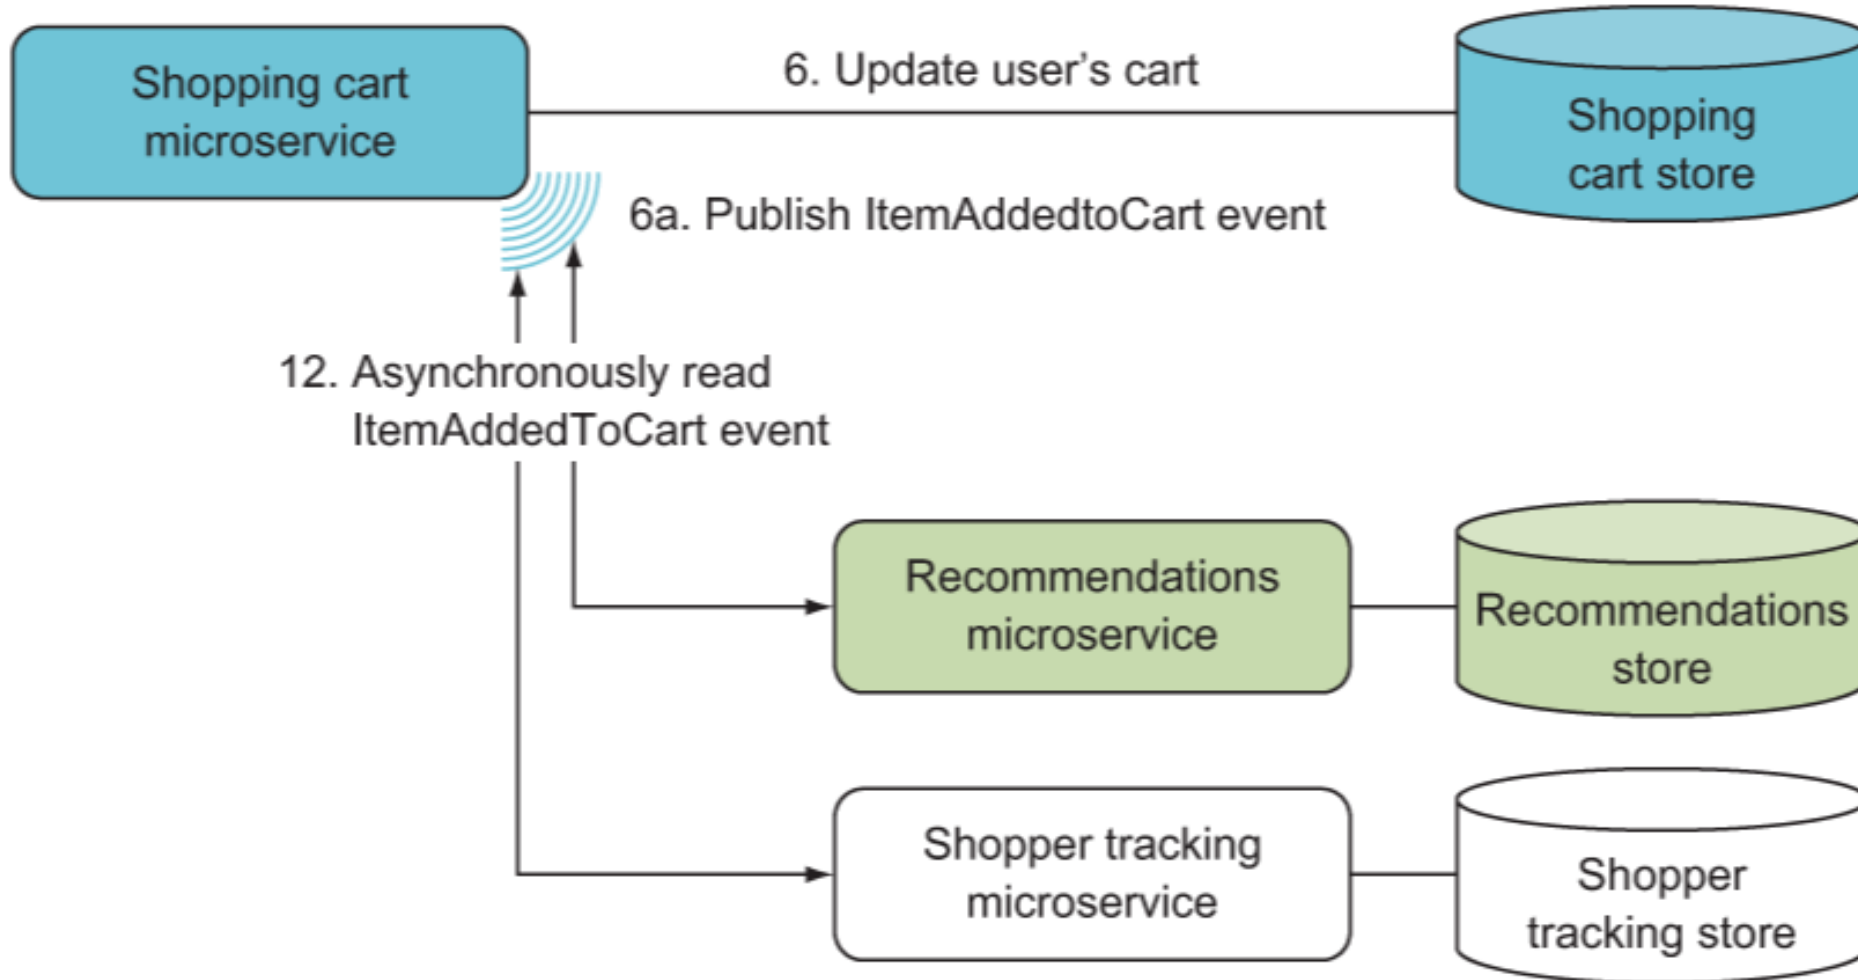 Shopping cart
microservice
6. Update user’s cart
Shopping
cart store
6a. Publish ItemAddedtoCart event
12. Asynchronously read
ItemAddedToCart event
Recommendations
microservice
Recommendations
store
Shopper tracking
microservice
Shopper
tracking store